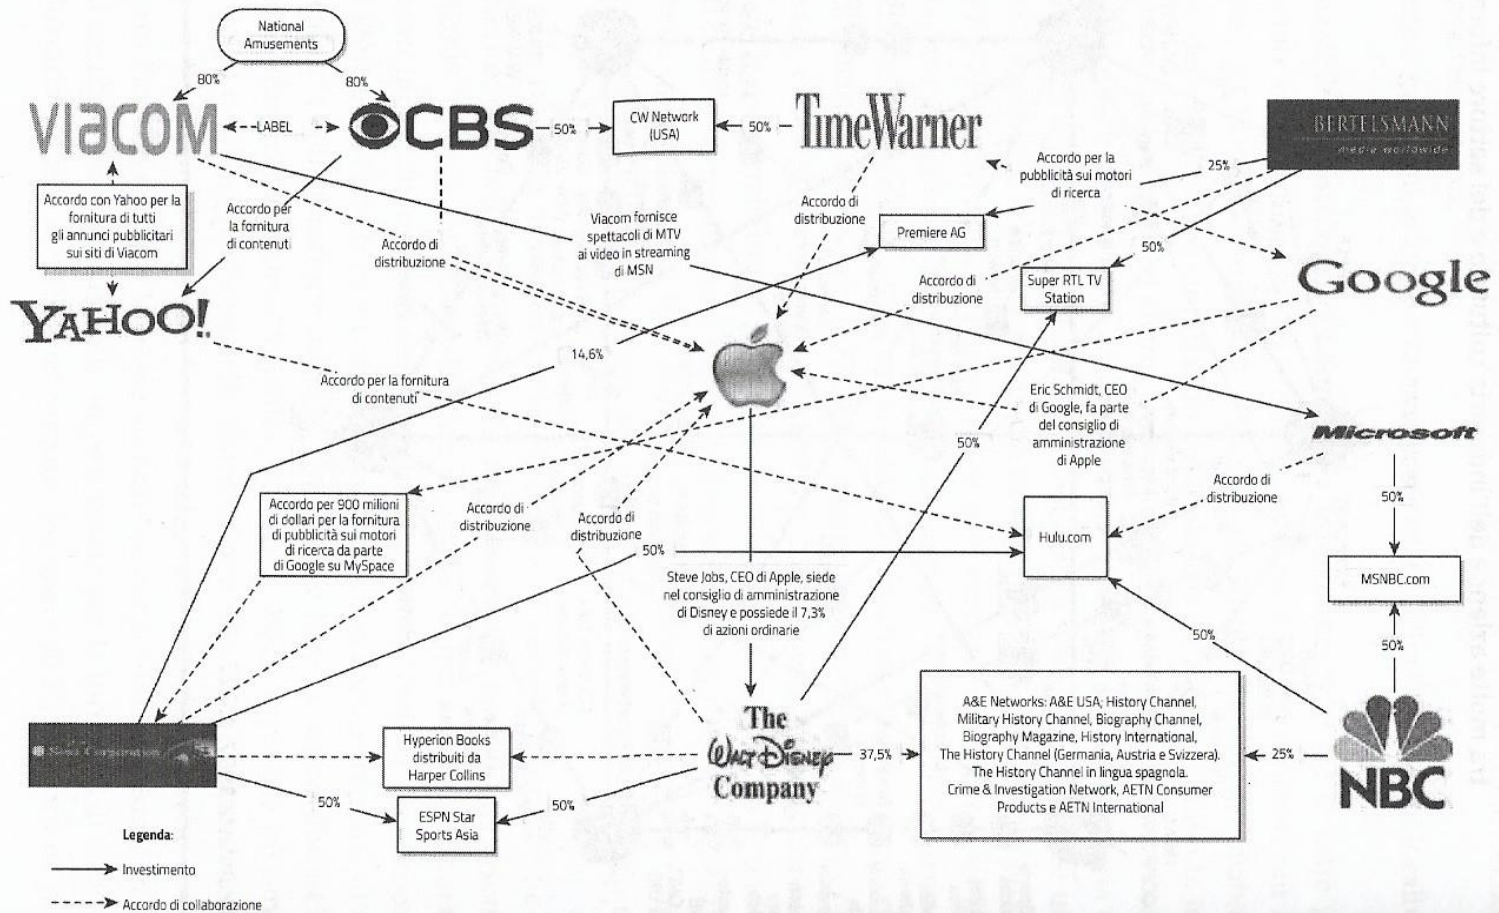 National
Amusements
80%
80%
VIACOM
LABEL
CBS
50%
CW Network
(USA)
50%
TimeWarner
BERTELSMANN
media worldwide
Accordo per la
pubblicità sui motori
di ricerca
25%
Accordo con Yahoo per la
fornitura di tutti
gli annunci pubblicitari
sui siti di Viacom
Accordo per
la fornitura
di contenuti
Accordo di
distribuzione
Viacom fornisce
spettacoli di MTV
ai video in streaming
di MSN
Accordo di
distribuzione
Premiere AG
50%
Accordo di
distribuzione
Super RTL TV
Station
Google
YAHOO!
14,6%
Accordo per la fornitura
di contenuti
Eric Schmidt, CEO
di Google, fa parte
del consiglio di
amministrazione
di Apple
50%
Microsoft
Accordo di
distribuzione
50%
Accordo per 900 milioni
di dollari per la fornitura
di pubblicità sui motori
di ricerca da parte
di Google su MySpace
Accordo di
distribuzione
Accordo di
distribuzione
50%
Hulu.com
MSNBC.com
Steve Jobs, CEO di Apple, siede
nel consiglio di amministrazione
di Disney e possiede il 7,3%
di azioni ordinarie
50%
50%
Corporation
Hyperion Books
distribuiti da
Harper Collins
The
Walt Disney
Company
37,5%
A&E Networks: A&E USA; History Channel,
Military History Channel, Biography Channel,
Biography Magazine, History International,
The History Channel (Germania, Austria e Svizzera).
The History Channel in lingua spagnola.
Crime & Investigation Network, AETN Consumer
Products e AETN International
25%
NBC
50%
ESPN Star
Sports Asia
50%
Legenda:
Investimento
Accordo di collaborazione